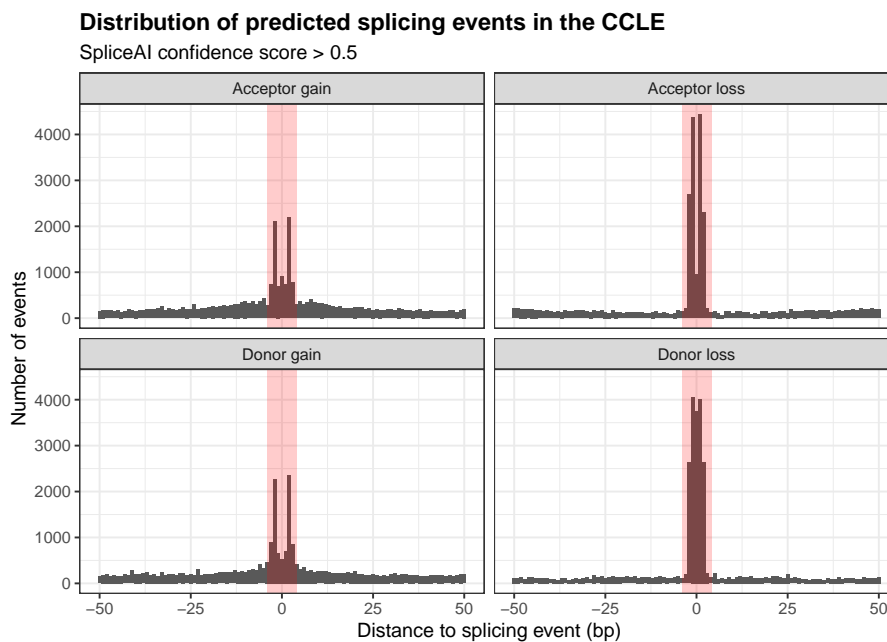 Distribution of predicted splicing events in the CCLE
SpliceAI confidence score > 0.5
Acceptor gain
Acceptor loss
4000
3000
2000
1000
0
Donor gain
Donor loss
4000
3000
2000
1000
0
Number of events
−50
−25
0
25
50
−50
−25
0
25
50
Distance to splicing event (bp)